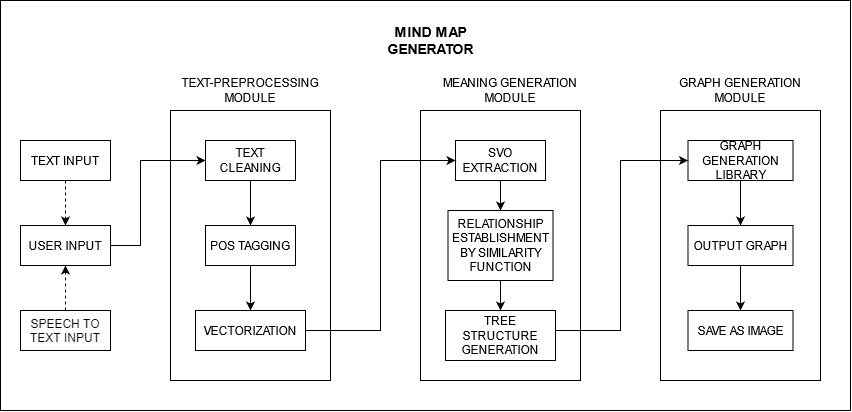 MIND MAP
GENERATOR
TEXT-PREPROCESSING
MODULE
MEANING GENERATION
MODULE
GRAPH GENERATION
MODULE
TEXT INPUT
USER INPUT
SPEECH TO
TEXT INPUT
TEXT
CLEANING
POS TAGGING
VECTORIZATION
SVO
EXTRACTION
RELATIONSHIP
ESTABLISHMENT
BY SIMILARITY
FUNCTION
TREE
STRUCTURE
GENERATION
GRAPH
GENERATION
LIBRARY
OUTPUT GRAPH
SAVE AS IMAGE